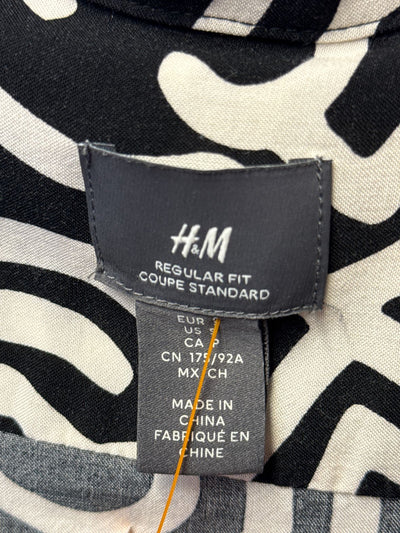 H&M
REGULAR FIT
COUPE STANDARD
EUR S
US S
CA P
CN 175/92A
MX CH
MADE IN
CHINA
FABRIQUÉ EN
CHINE